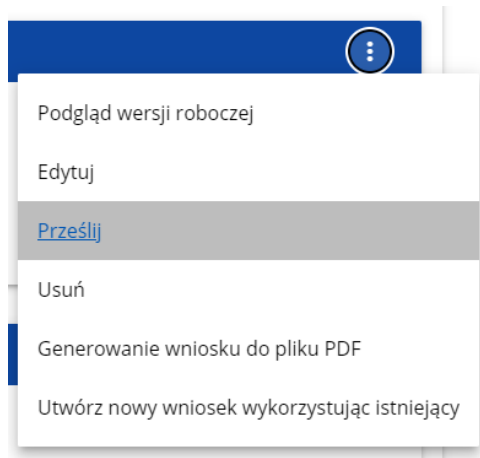 Podgląd wersji roboczej
Edytuj
Prześlij
Usuń
Generowanie wniosku do pliku PDF
Utwórz nowy wniosek wykorzystując istniejący